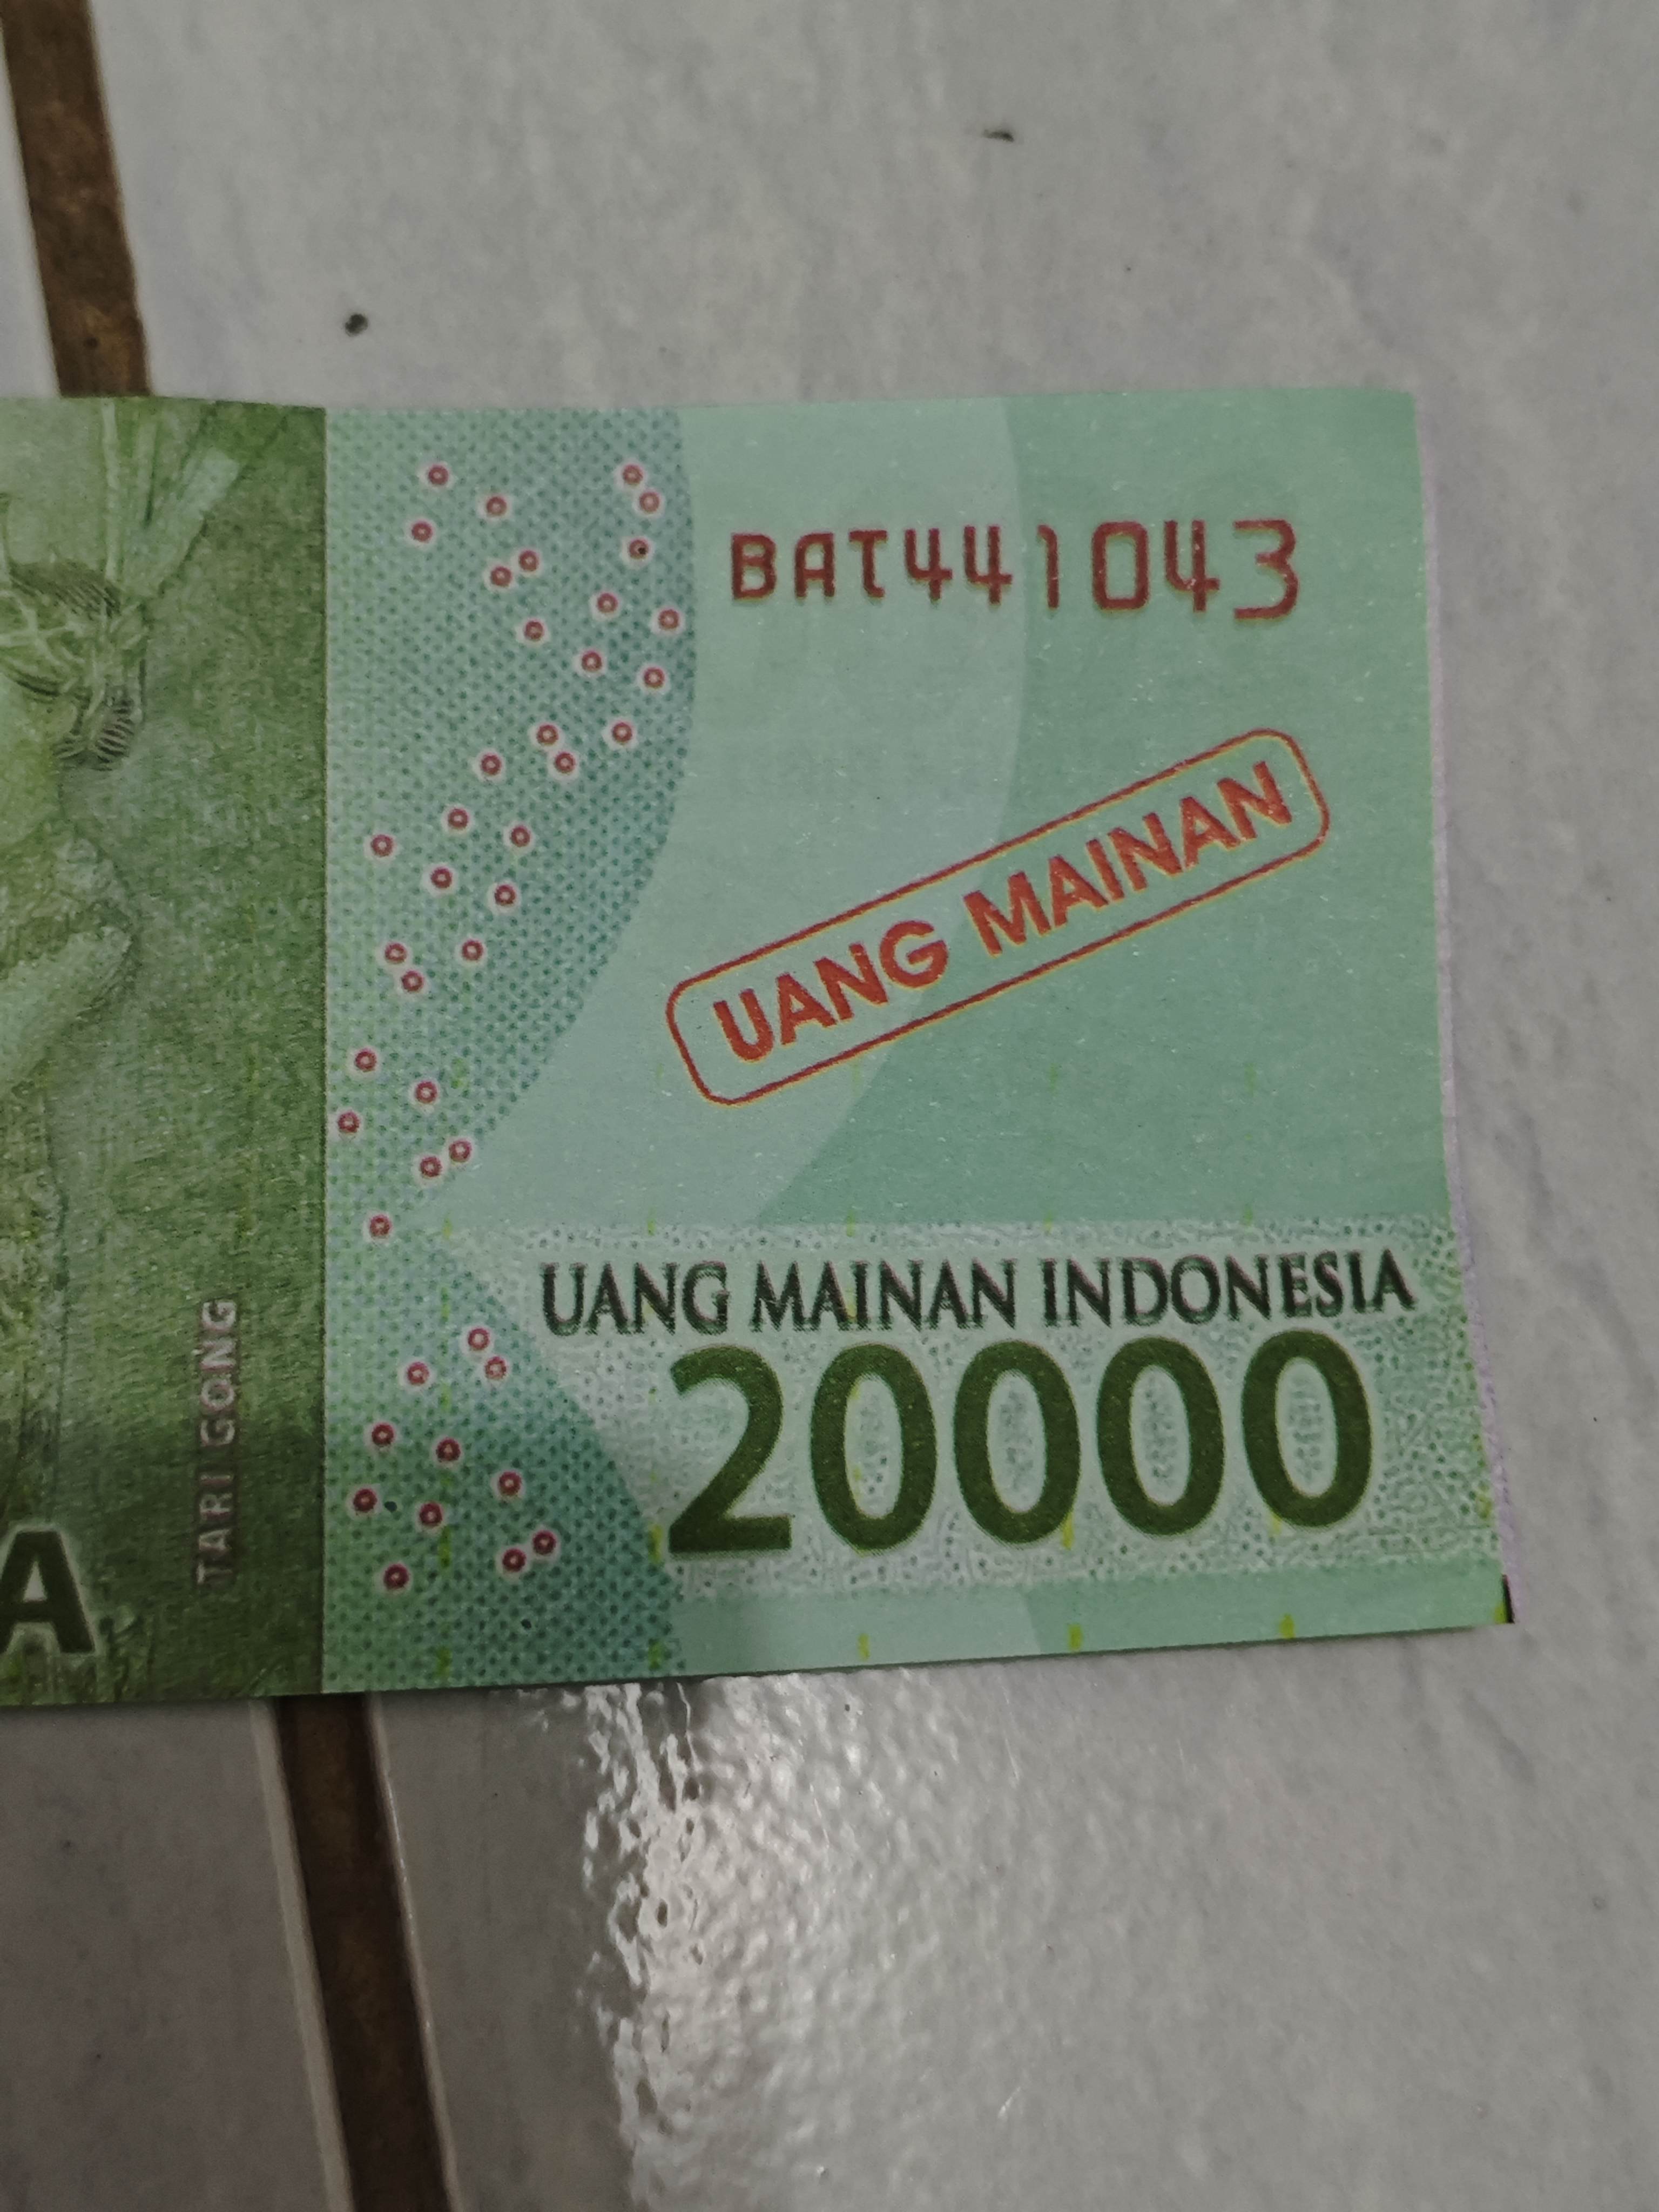 BAT441043
UANG MAINAN
UANG MAINAN INDONESIA
20000
TARI GONG
A